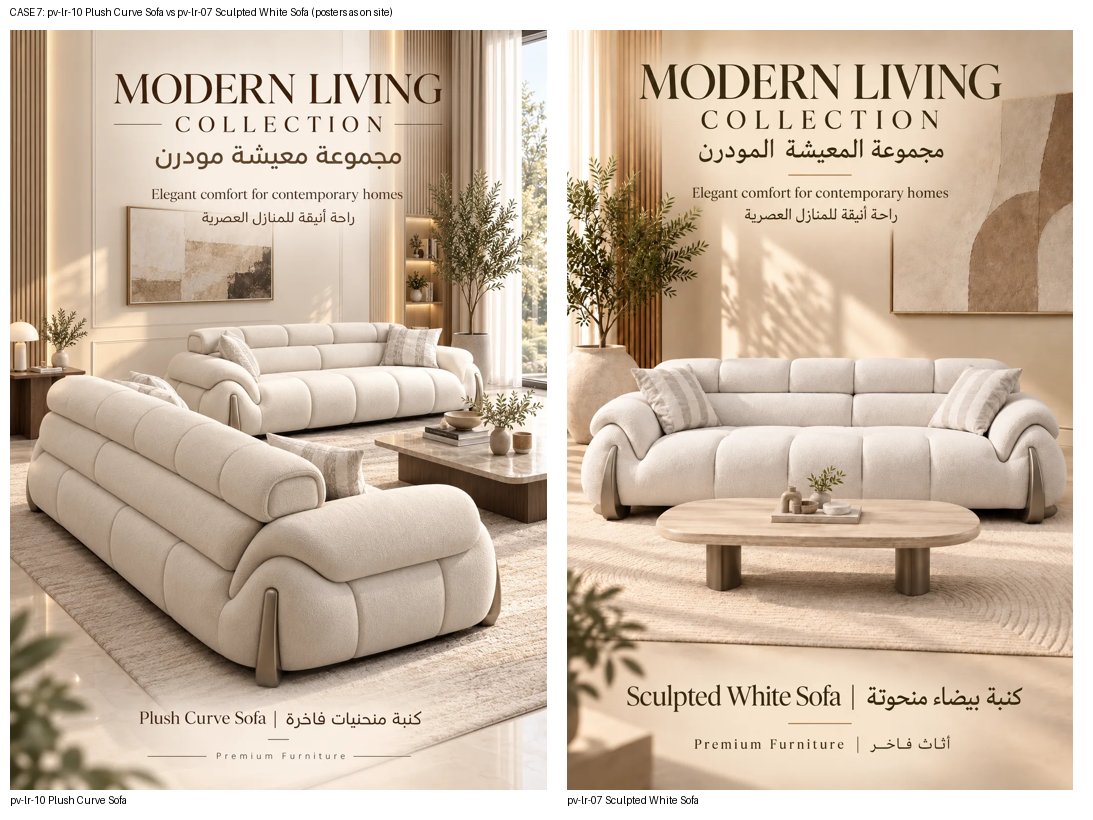 CASE 7: pv-lr-10 Plush Curve Sofa vs pv-lr-07 Sculpted White Sofa (posters as on site)
MODERN LIVING
COLLECTION
مجموعة معيشة مودرن
Elegant comfort for contemporary homes
راحة أنيقة للمنازل العصرية
Plush Curve Sofa | كنبة منحنيات فاخرة
Premium Furniture
pv-lr-10 Plush Curve Sofa
MODERN LIVING
COLLECTION
مجموعة المعيشة المودرن
Elegant comfort for contemporary homes
راحة أنيقة للمنازل العصرية
Sculpted White Sofa | كنبة بيضاء منحوتة
Premium Furniture | أثاث فاخر
pv-lr-07 Sculpted White Sofa